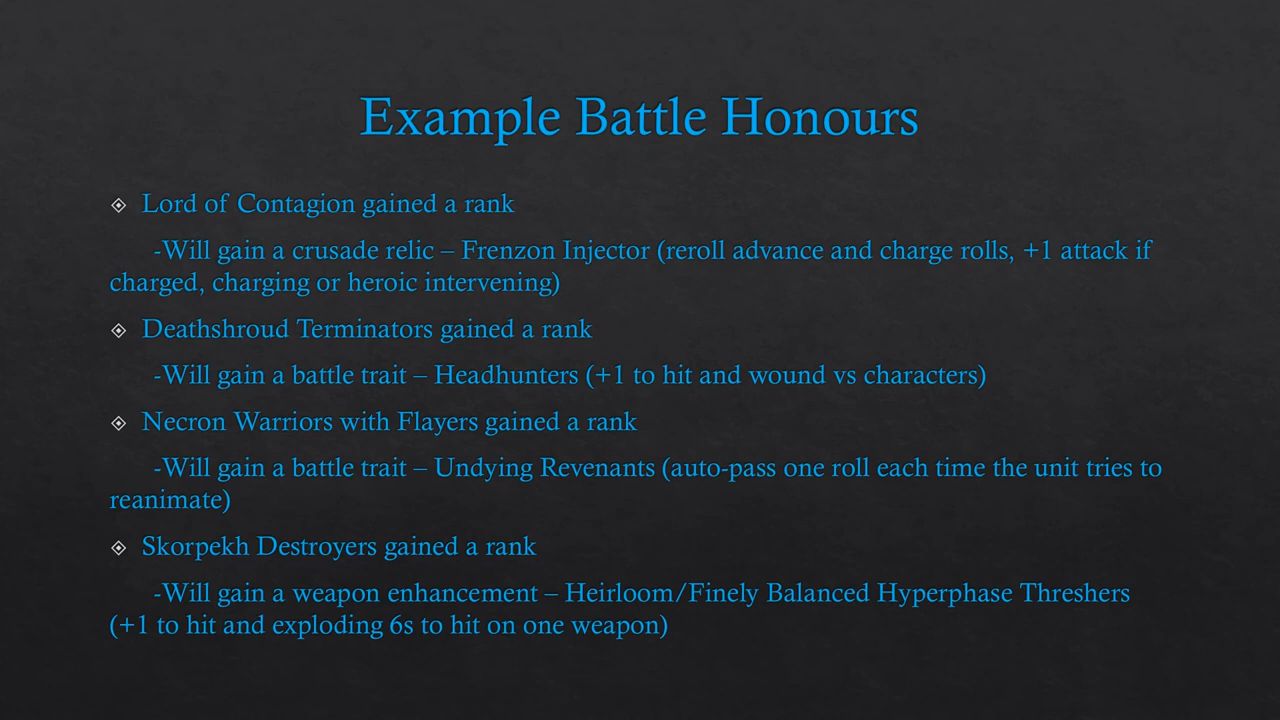 Example Battle Honours
Lord of Contagion gained a rank
-Will gain a crusade relic – Frenzon Injector (reroll advance and charge rolls, +1 attack if
charged, charging or heroic intervening)
Deathshroud Terminators gained a rank
-Will gain a battle trait – Headhunters (+1 to hit and wound vs characters)
Necron Warriors with Flayers gained a rank
-Will gain a battle trait – Undying Revenants (auto-pass one roll each time the unit tries to
reanimate)
Skorpekh Destroyers gained a rank
-Will gain a weapon enhancement – Heirloom/Finely Balanced Hyperphase Threshers
(+1 to hit and exploding 6s to hit on one weapon)